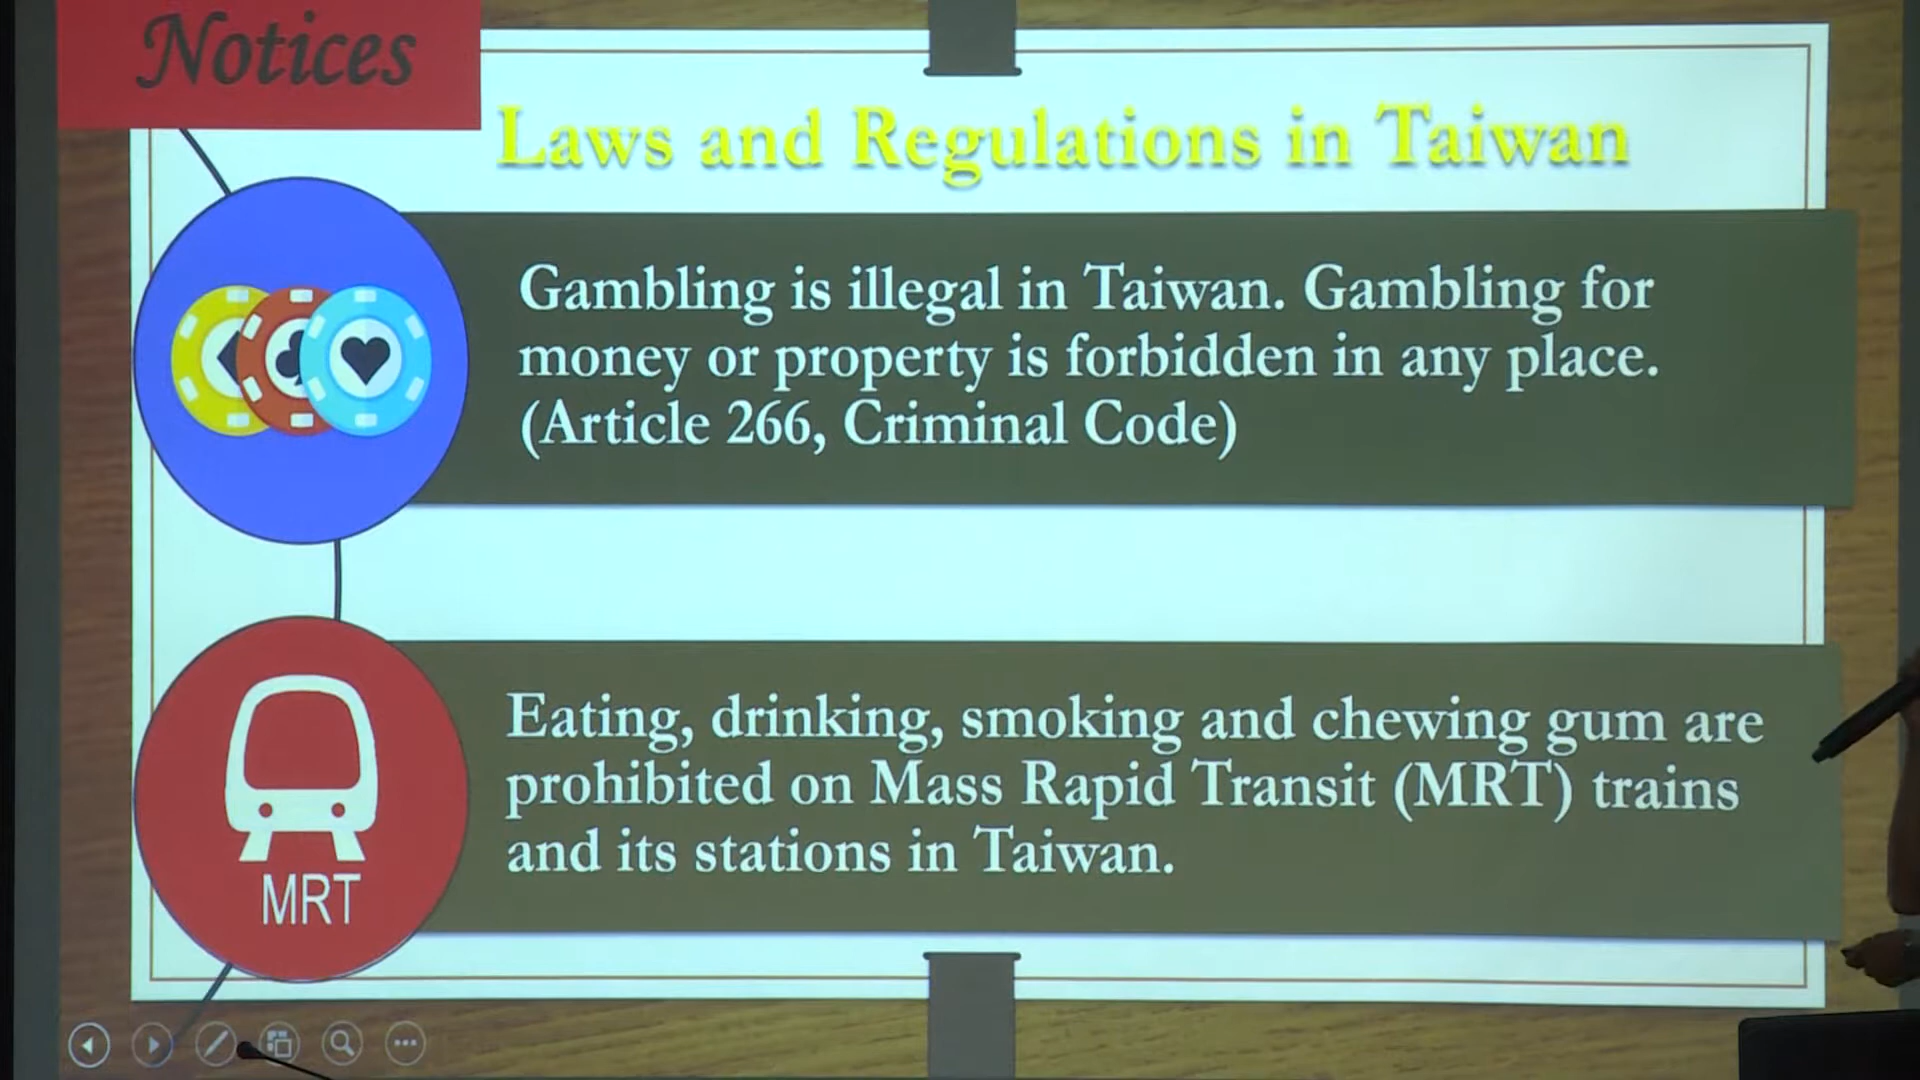 Notices
Laws and Regulations in Taiwan
Gambling is illegal in Taiwan. Gambling for
money or property is forbidden in any place.
(Article 266, Criminal Code)
Eating, drinking, smoking and chewing gum are
prohibited on Mass Rapid Transit (MRT) trains
and its stations in Taiwan.
MRT